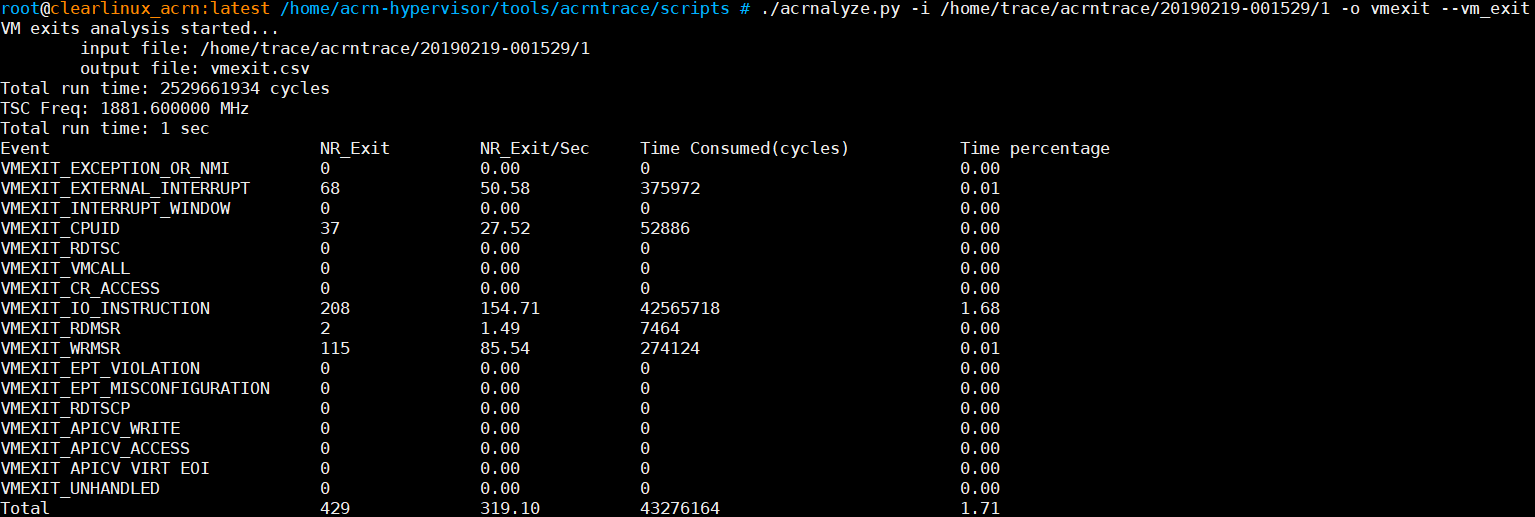 root@clearlinux_acrn:latest /home/acrn-hypervisor/tools/acrntrace/scripts # ./acrnalyze.py -i /home/trace/acrntrace/20190219-001529/1 -o vmexit --vm_exit
VM exits analysis started...
        input file: /home/trace/acrntrace/20190219-001529/1
        output file: vmexit.csv
Total run time: 2529661934 cycles
TSC Freq: 1881.600000 MHz
Total run time: 1 sec
Event                           NR_Exit         NR_Exit/Sec     Time Consumed(cycles)           Time percentage
VMEXIT_EXCEPTION_OR_NMI         0               0.00            0                               0.00
VMEXIT_EXTERNAL_INTERRUPT       68              50.58           375972                          0.01
VMEXIT_INTERRUPT_WINDOW         0               0.00            0                               0.00
VMEXIT_CPUID                    37              27.52           52886                           0.00
VMEXIT_RDTSC                    0               0.00            0                               0.00
VMEXIT_VMCALL                   0               0.00            0                               0.00
VMEXIT_CR_ACCESS                0               0.00            0                               0.00
VMEXIT_IO_INSTRUCTION           208             154.71          42565718                        1.68
VMEXIT_RDMSR                    2               1.49            7464                            0.00
VMEXIT_WRMSR                    115             85.54           274124                          0.01
VMEXIT_EPT_VIOLATION            0               0.00            0                               0.00
VMEXIT_EPT_MISCONFIGURATION     0               0.00            0                               0.00
VMEXIT_RDTSCP                   0               0.00            0                               0.00
VMEXIT_APICV_WRITE              0               0.00            0                               0.00
VMEXIT_APICV_ACCESS             0               0.00            0                               0.00
VMEXIT_APICV_VIRT_EOI           0               0.00            0                               0.00
VMEXIT_UNHANDLED                0               0.00            0                               0.00
Total                           429             319.10          43276164                        1.71